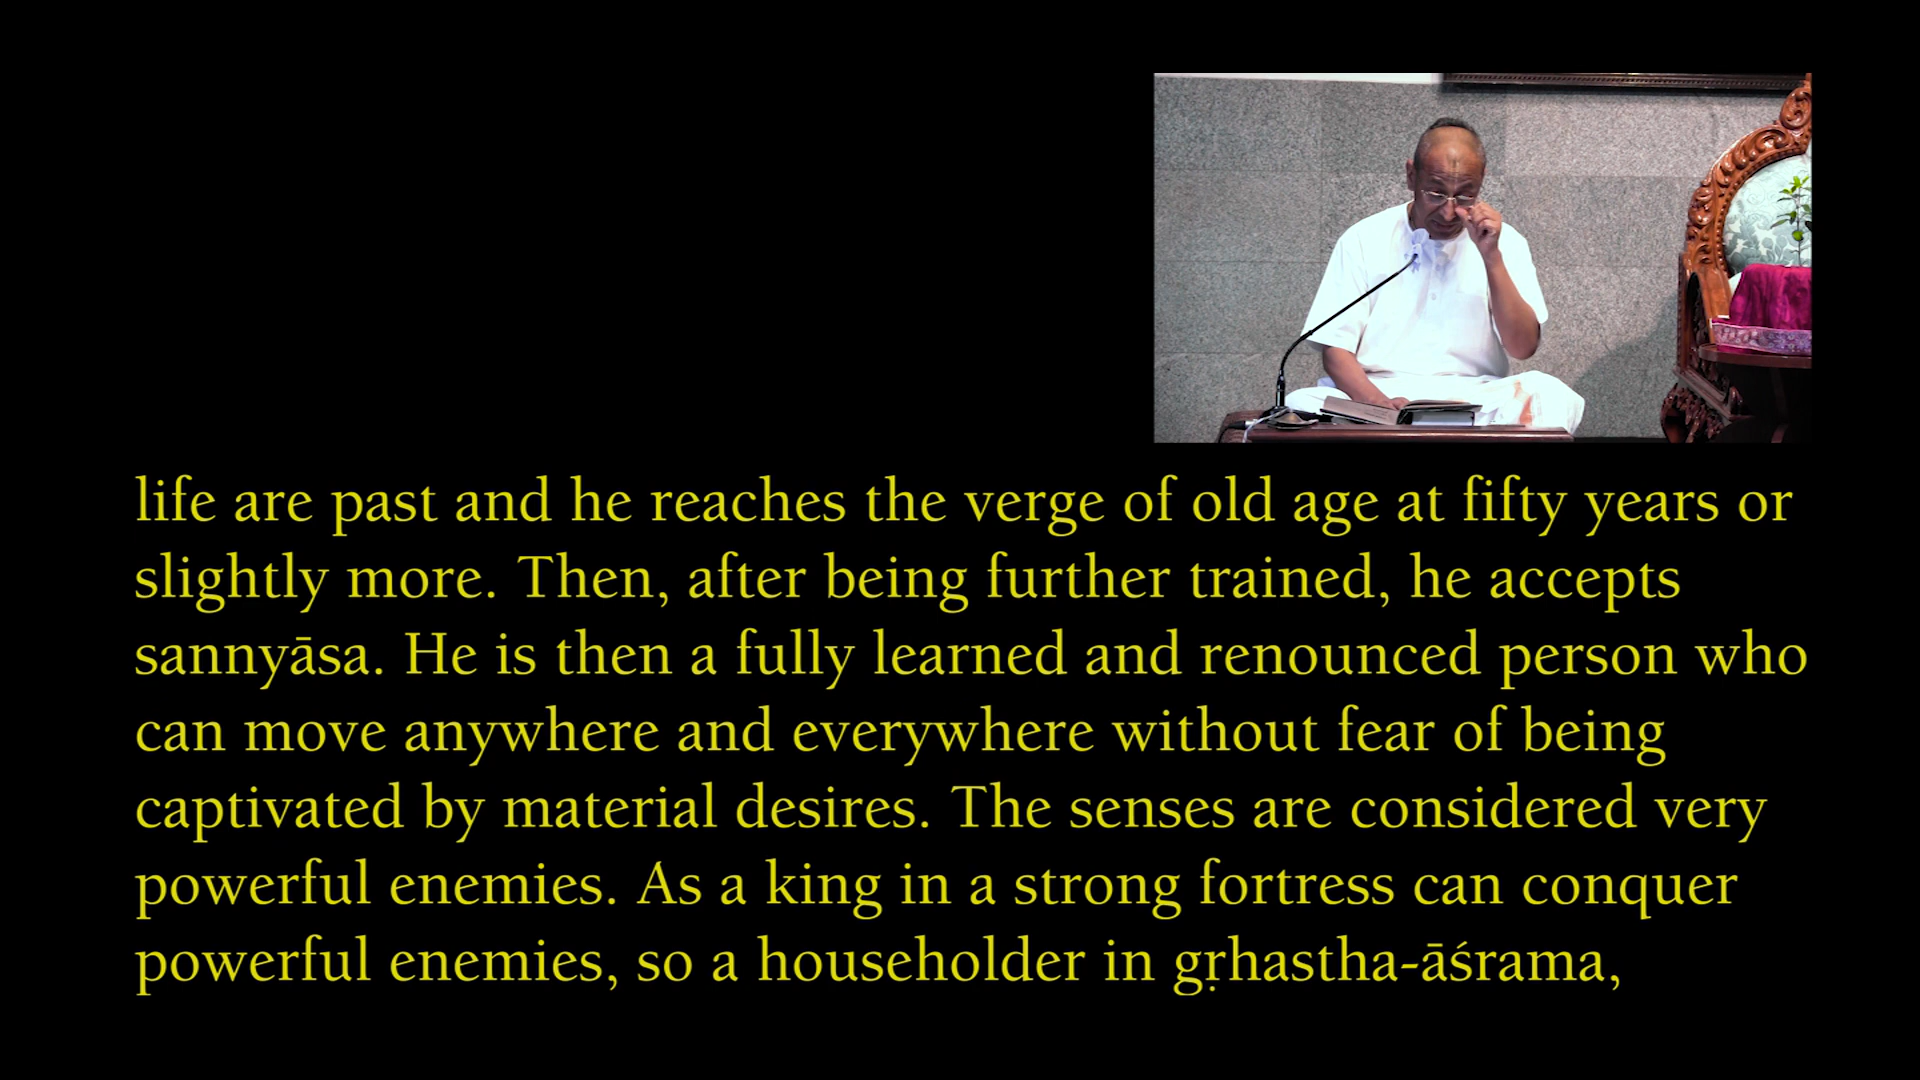 life are past and he reaches the verge of old age at fifty years or
slightly more. Then, after being further trained, he accepts
sannyāsa. He is then a fully learned and renounced person who
can move anywhere and everywhere without fear of being
captivated by material desires. The senses are considered very
powerful enemies. As a king in a strong fortress can conquer
powerful enemies, so a householder in gṛhastha-āśrama,